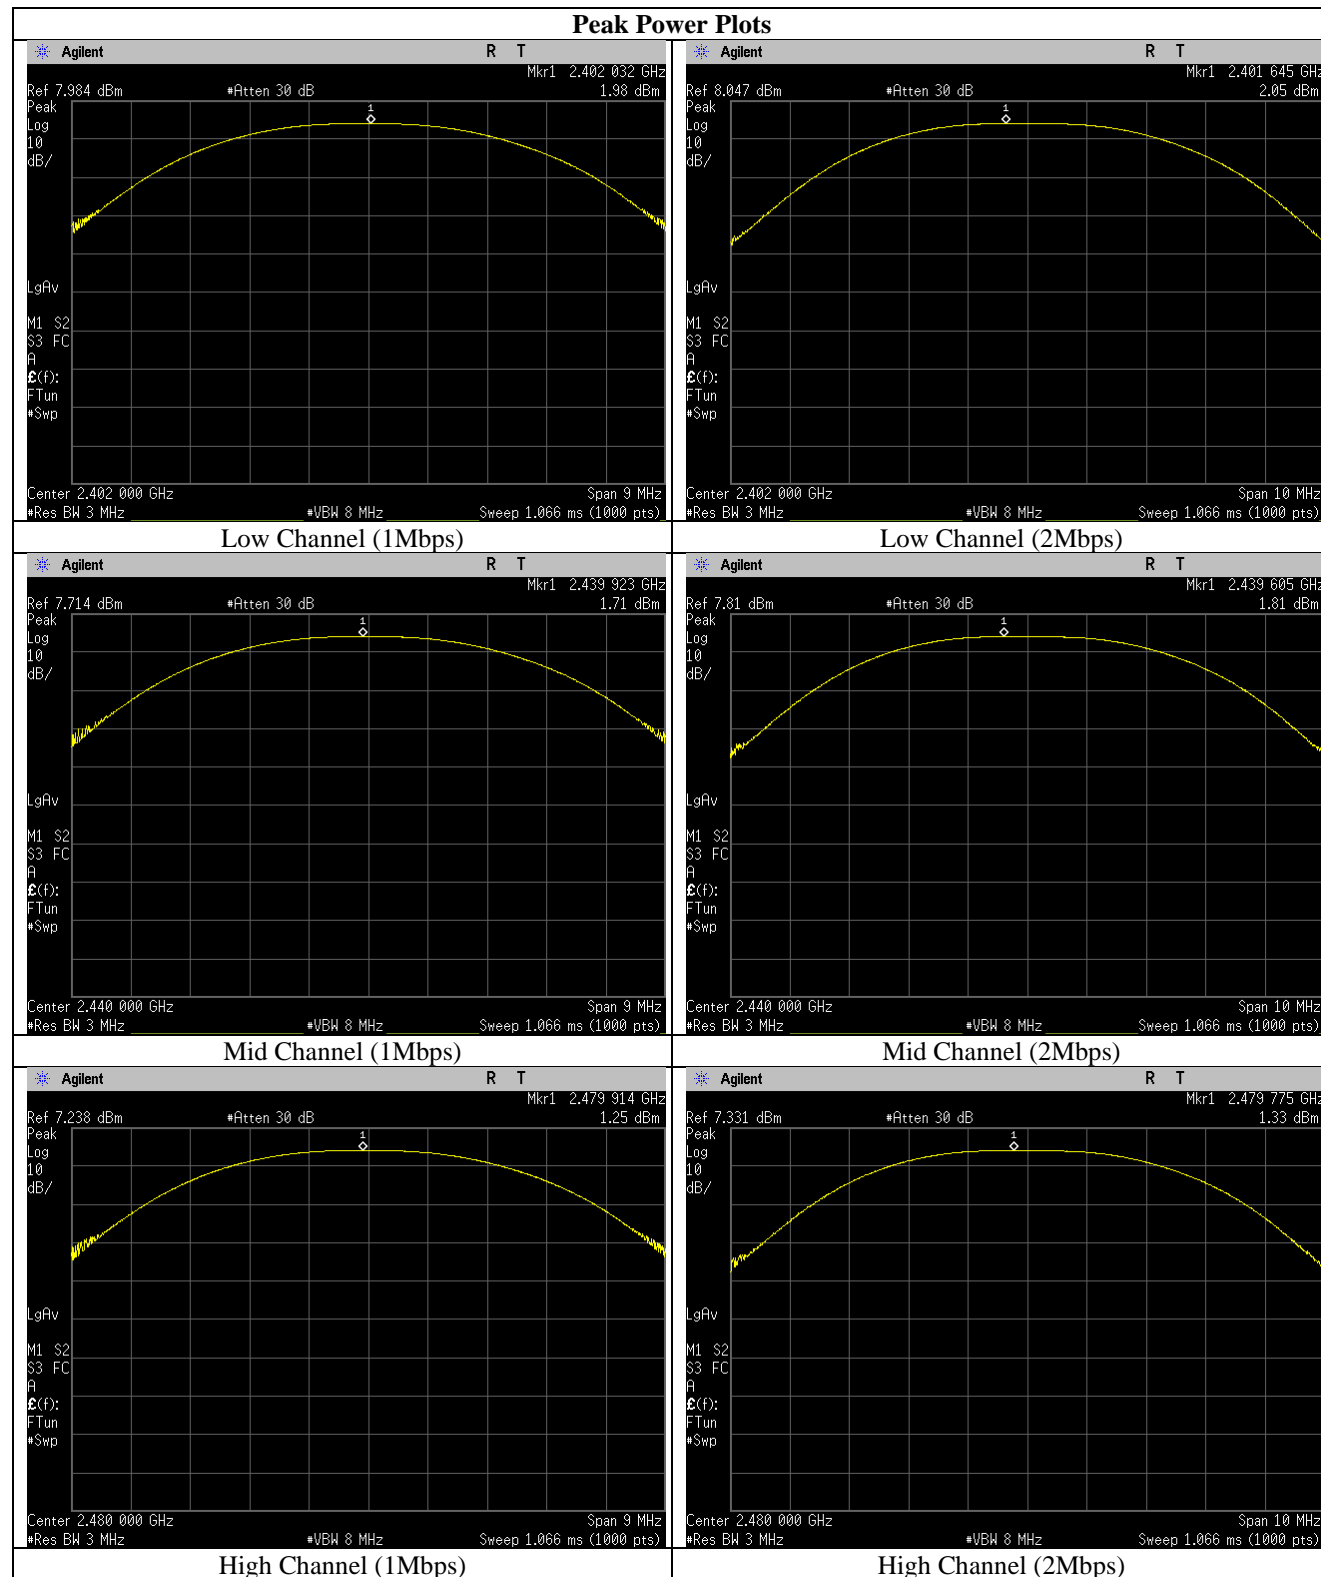 Peak Power Plots
Agilent R T
Mkr1 2.402 032 GHz
Ref 7.984 dBm #Atten 30 dB 1.98 dBm
Peak
Log
10
dB/
1
LgAv
M1 S2
S3 FC
A
£(f):
FTun
#Swp
Center 2.402 000 GHz Span 9 MHz
#Res BW 3 MHz #VBW 8 MHz Sweep 1.066 ms (1000 pts)
Low Channel (1Mbps)
Agilent R T
Mkr1 2.401 645 GHz
Ref 8.047 dBm #Atten 30 dB 2.05 dBm
Peak
Log
10
dB/
1
LgAv
M1 S2
S3 FC
A
£(f):
FTun
#Swp
Center 2.402 000 GHz Span 10 MHz
#Res BW 3 MHz #VBW 8 MHz Sweep 1.066 ms (1000 pts)
Low Channel (2Mbps)
Agilent R T
Mkr1 2.439 923 GHz
Ref 7.714 dBm #Atten 30 dB 1.71 dBm
Peak
Log
10
dB/
1
LgAv
M1 S2
S3 FC
A
£(f):
FTun
#Swp
Center 2.440 000 GHz Span 9 MHz
#Res BW 3 MHz #VBW 8 MHz Sweep 1.066 ms (1000 pts)
Mid Channel (1Mbps)
Agilent R T
Mkr1 2.439 605 GHz
Ref 7.81 dBm #Atten 30 dB 1.81 dBm
Peak
Log
10
dB/
1
LgAv
M1 S2
S3 FC
A
£(f):
FTun
#Swp
Center 2.440 000 GHz Span 10 MHz
#Res BW 3 MHz #VBW 8 MHz Sweep 1.066 ms (1000 pts)
Mid Channel (2Mbps)
Agilent R T
Mkr1 2.479 914 GHz
Ref 7.238 dBm #Atten 30 dB 1.25 dBm
Peak
Log
10
dB/
1
LgAv
M1 S2
S3 FC
A
£(f):
FTun
#Swp
Center 2.480 000 GHz Span 9 MHz
#Res BW 3 MHz #VBW 8 MHz Sweep 1.066 ms (1000 pts)
High Channel (1Mbps)
Agilent R T
Mkr1 2.479 775 GHz
Ref 7.331 dBm #Atten 30 dB 1.33 dBm
Peak
Log
10
dB/
1
LgAv
M1 S2
S3 FC
A
£(f):
FTun
#Swp
Center 2.480 000 GHz Span 10 MHz
#Res BW 3 MHz #VBW 8 MHz Sweep 1.066 ms (1000 pts)
High Channel (2Mbps)